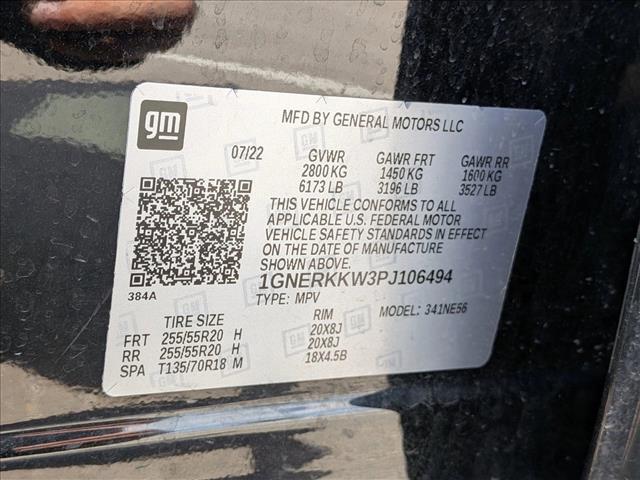 gm
MFD BY GENERAL MOTORS LLC
07/22 GVWR GAWR FRT GAWR RR
2800 KG 1450 KG 1600 KG
6173 LB 3196 LB 3527 LB
THIS VEHICLE CONFORMS TO ALL
APPLICABLE U.S. FEDERAL MOTOR
VEHICLE SAFETY STANDARDS IN EFFECT
ON THE DATE OF MANUFACTURE
SHOWN ABOVE.
384A
1GNERKKW3PJ106494
TYPE: MPV MODEL: 341NE56
TIRE SIZE RIM
FRT 255/55R20 H 20X8J
RR 255/55R20 H 20X8J
SPA T135/70R18 M 18X4.5B